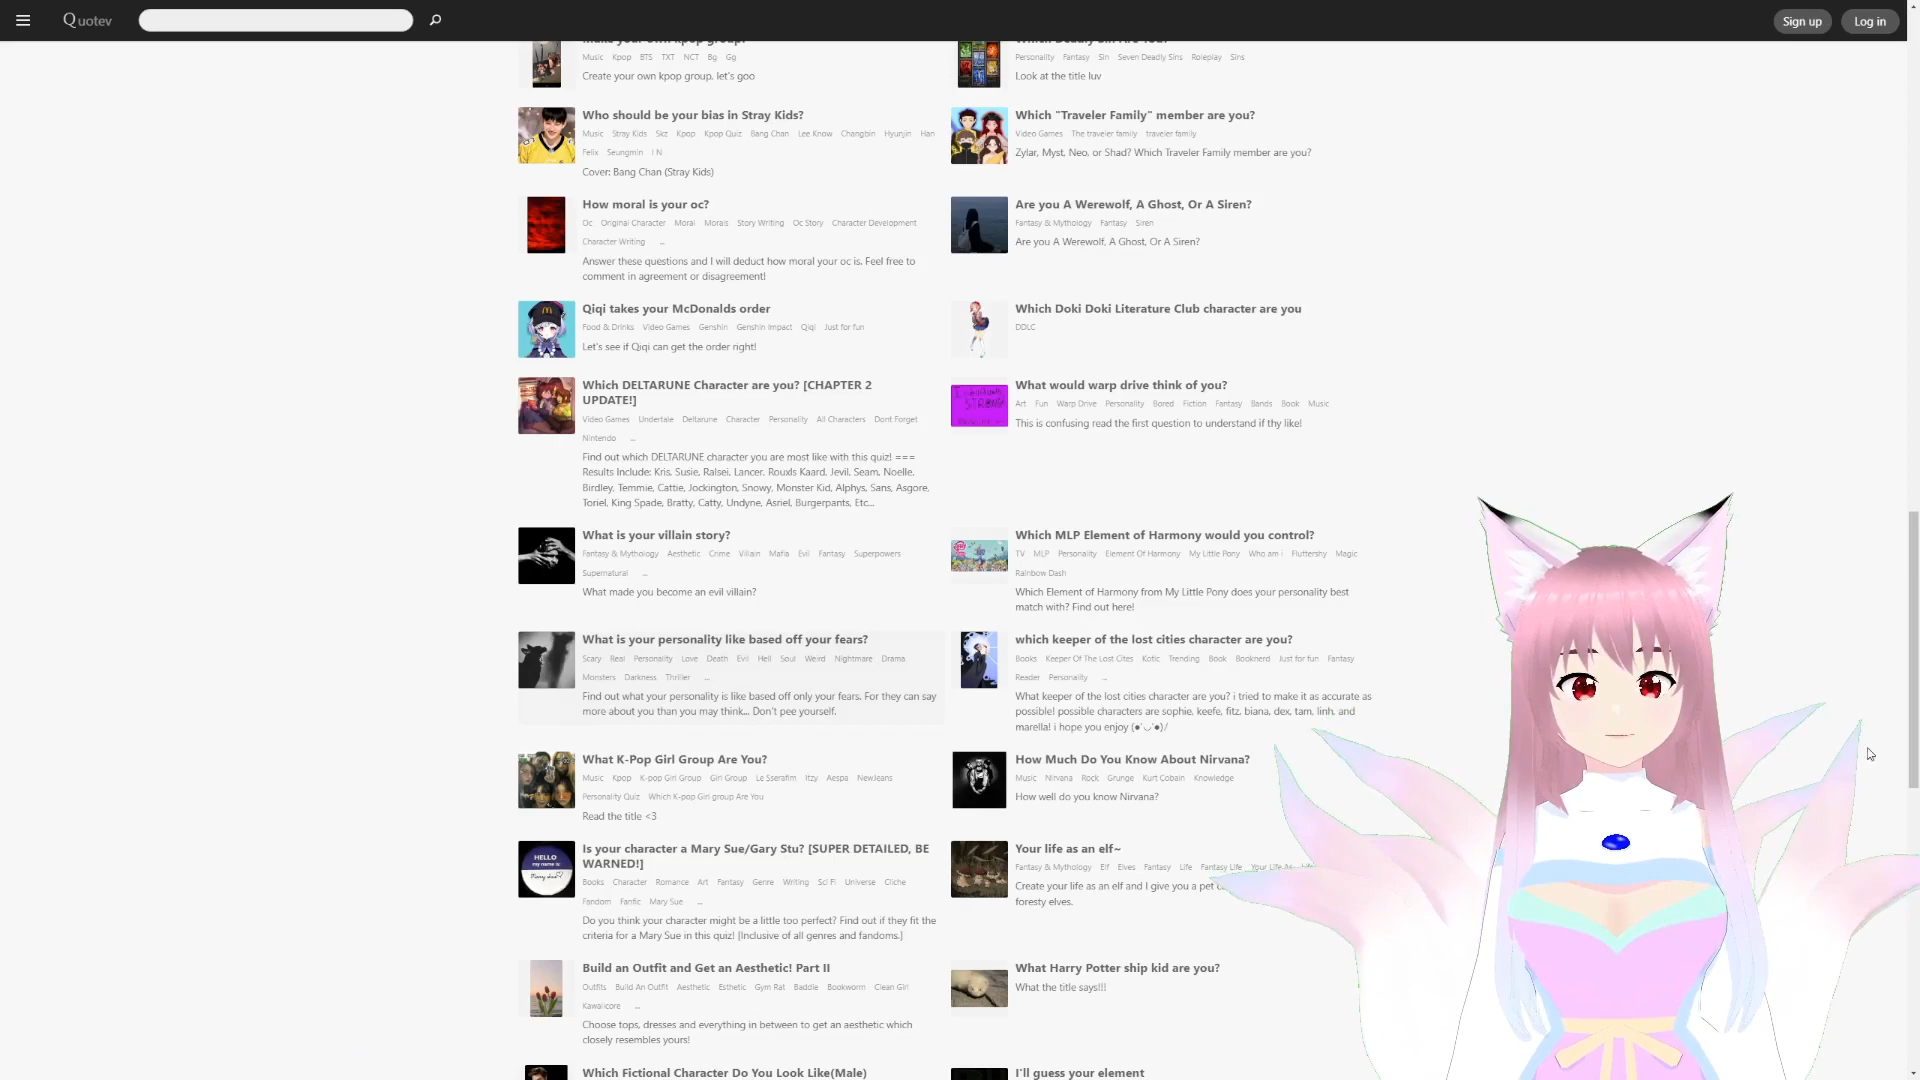 Quotev
Sign up
Log in
Music Kpop BTS TXT NCT Bg Gg
Create your own kpop group. let's goo
Who should be your bias in Stray Kids?
Music Stray Kids Skz Kpop Kpop Quiz Bang Chan Lee Know Changbin Hyunjin Han
Felix Seungmin I N
Cover: Bang Chan (Stray Kids)
How moral is your oc?
Oc Original Character Moral Morals Story Writing Oc Story Character Development
Character Writing ...
Answer these questions and I will deduct how moral your oc is. Feel free to
comment in agreement or disagreement!
Qiqi takes your McDonalds order
Food & Drinks Video Games Genshin Genshin Impact Qiqi Just for fun
Let's see if Qiqi can get the order right!
Which DELTARUNE Character are you? [CHAPTER 2
UPDATE!]
Video Games Undertale Deltarune Character Personality All Characters Dont Forget
Nintendo ...
Find out which DELTARUNE character you are most like with this quiz! ===
Results Include: Kris, Susie, Ralsei, Lancer, Rouxls Kaard, Jevil, Seam, Noelle,
Birdley, Temmie, Cattie, Jockington, Snowy, Monster Kid, Alphys, Sans, Asgore,
Toriel, King Spade, Bratty, Catty, Undyne, Asriel, Burgerpants, Etc...
What is your villain story?
Fantasy & Mythology Aesthetic Crime Villain Mafia Evil Fantasy Superpowers
Supernatural ...
What made you become an evil villain?
What is your personality like based off your fears?
Scary Real Personality Love Death Evil Hell Soul Weird Nightmare Drama
Monsters Darkness Thriller ...
Find out what your personality is like based off only your fears. For they can say
more about you than you may think... Don't pee yourself.
What K-Pop Girl Group Are You?
Music Kpop K-pop Girl Group Girl Group Le Sserafim Itzy Aespa NewJeans
Personality Quiz Which K-pop Girl group Are You
Read the title <3
HELLO
my name is
Is your character a Mary Sue/Gary Stu? [SUPER DETAILED, BE
WARNED!]
Books Character Romance Art Fantasy Genre Writing Sci Fi Universe Cliche
Fandom Fanfic Mary Sue ...
Do you think your character might be a little too perfect? Find out if they fit the
criteria for a Mary Sue in this quiz! [Inclusive of all genres and fandoms.]
Build an Outfit and Get an Aesthetic! Part II
Outfits Build An Outfit Aesthetic Esthetic Gym Rat Baddie Bookworm Clean Girl
Kawaiicore ...
Choose tops, dresses and everything in between to get an aesthetic which
closely resembles yours!
Which Fictional Character Do You Look Like(Male)
Personality Fantasy Sin Seven Deadly Sins Roleplay Sins
Look at the title luv
Which "Traveler Family" member are you?
Video Games The traveler family traveler family
Zylar, Myst, Neo, or Shad? Which Traveler Family member are you?
Are you A Werewolf, A Ghost, Or A Siren?
Fantasy & Mythology Fantasy Siren
Are you A Werewolf, A Ghost, Or A Siren?
Which Doki Doki Literature Club character are you
DDLC
What would warp drive think of you?
Art Fun Warp Drive Personality Bored Fiction Fantasy Bands Book Music
This is confusing read the first question to understand if thy like!
Which MLP Element of Harmony would you control?
TV MLP Personality Element Of Harmony My Little Pony Who am i Fluttershy Magic
Rainbow Dash
Which Element of Harmony from My Little Pony does your personality best
match with? Find out here!
which keeper of the lost cities character are you?
Books Keeper Of The Lost Cites Kotlc Trending Book Booknerd Just for fun Fantasy
Reader Personality ...
What keeper of the lost cities character are you? i tried to make it as accurate as
possible! possible characters are sophie, keefe, fitz, biana, dex, tam, linh, and
marella! i hope you enjoy (●'◡'●)/
How Much Do You Know About Nirvana?
Music Nirvana Rock Grunge Kurt Cobain Knowledge
How well do you know Nirvana?
Your life as an elf~
Fantasy & Mythology Elf Elves Fantasy Life Fantasy Life Your Life As
Create your life as an elf and I give you a pet
foresty elves.
What Harry Potter ship kid are you?
What the title says!!!
I'll guess your element